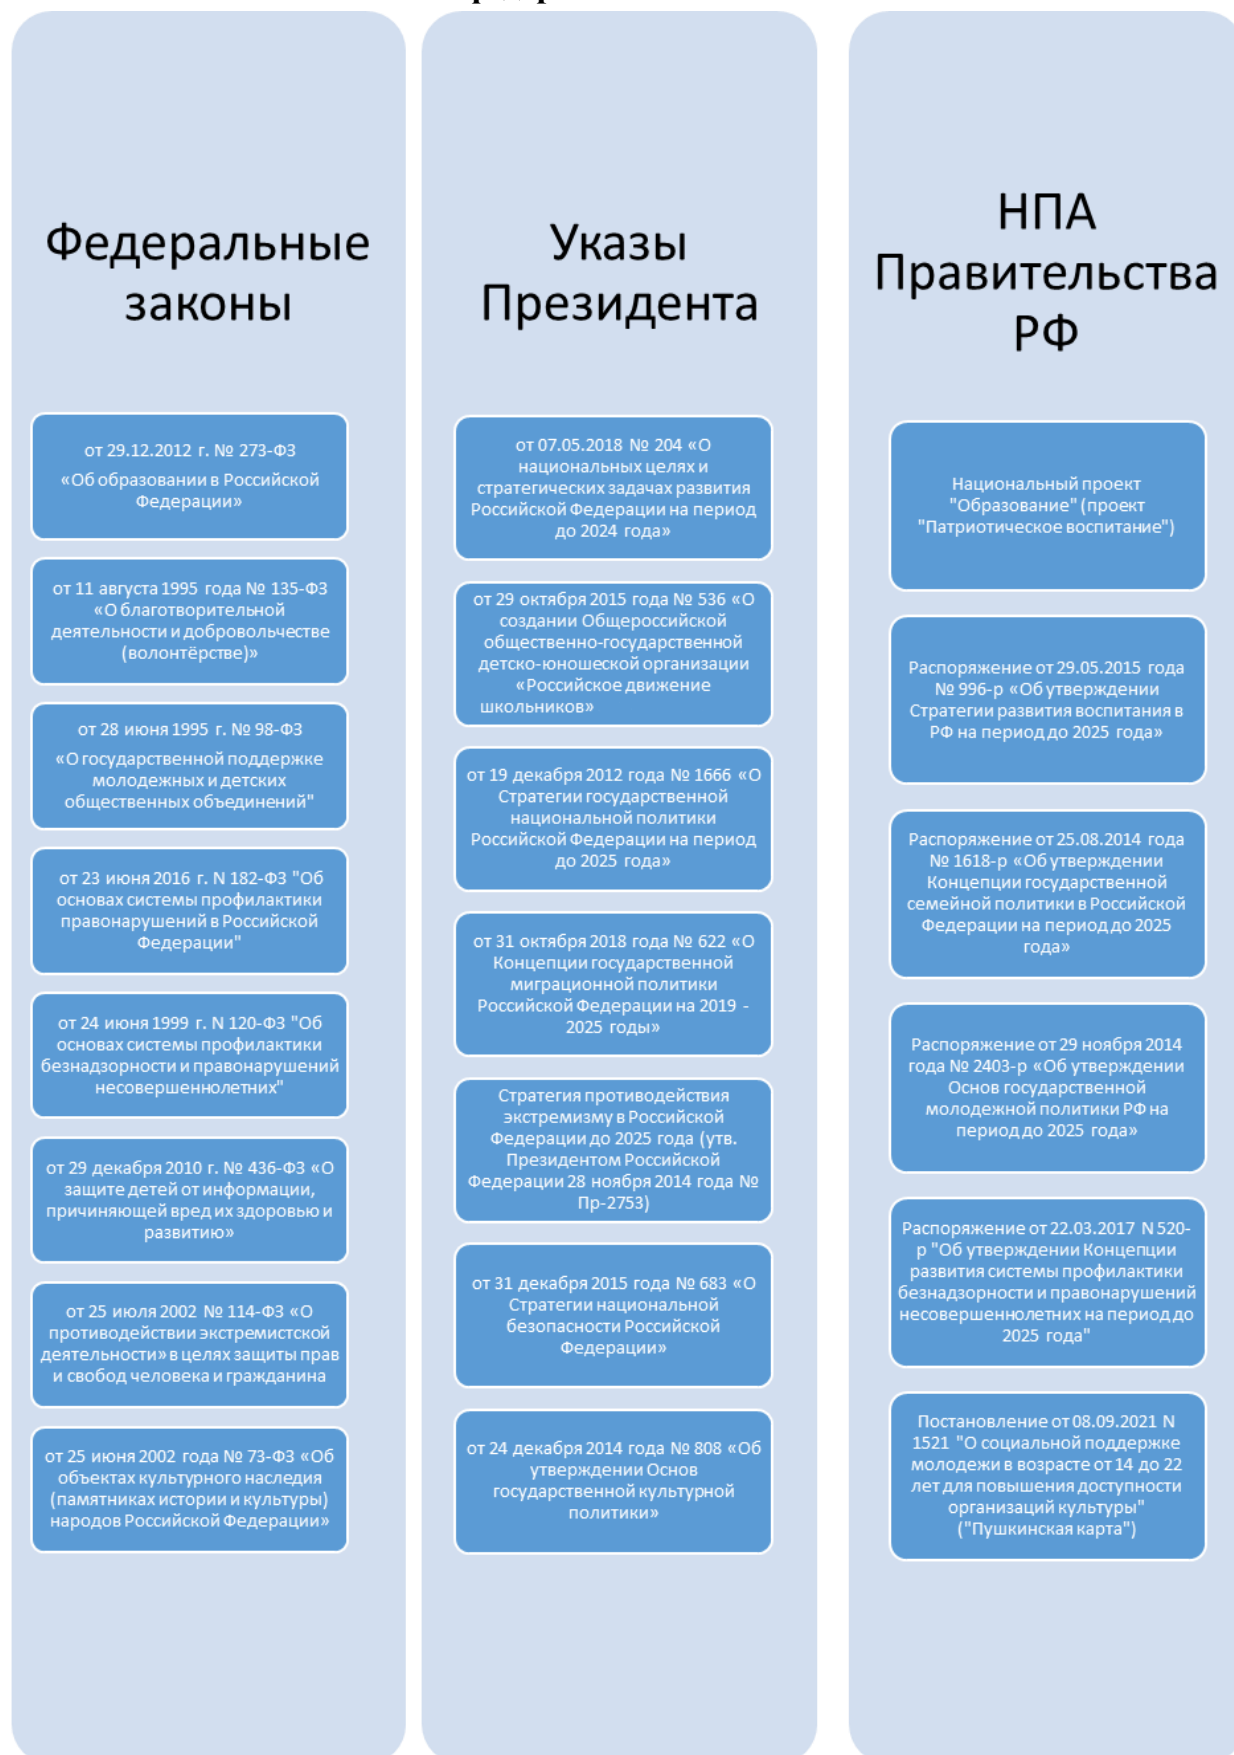 Федеральные
законы
от 29.12.2012 г. № 273-ФЗ
«Об образовании в Российской
Федерации»
от 11 августа 1995 года № 135-ФЗ
«О благотворительной
деятельности и добровольчестве
(волонтёрстве)»
от 28 июня 1995 г. № 98-ФЗ
«О государственной поддержке
молодежных и детских
общественных объединений"
от 23 июня 2016 г. N 182-ФЗ "Об
основах системы профилактики
правонарушений в Российской
Федерации"
от 24 июня 1999 г. N 120-ФЗ "Об
основах системы профилактики
безнадзорности и правонарушений
несовершеннолетних"
от 29 декабря 2010 г. № 436-ФЗ «О
защите детей от информации,
причиняющей вред их здоровью и
развитию»
от 25 июля 2002 № 114-ФЗ «О
противодействии экстремистской
деятельности» в целях защиты прав
и свобод человека и гражданина
от 25 июня 2002 года № 73-ФЗ «Об
объектах культурного наследия
(памятниках истории и культуры)
народов Российской Федерации»
Указы
Президента
от 07.05.2018 № 204 «О
национальных целях и
стратегических задачах развития
Российской Федерации на период
до 2024 года»
от 29 октября 2015 года № 536 «О
создании Общероссийской
общественно-государственной
детско-юношеской организации
«Российское движение
школьников»
от 19 декабря 2012 года № 1666 «О
Стратегии государственной
национальной политики
Российской Федерации на период
до 2025 года»
от 31 октября 2018 года № 622 «О
Концепции государственной
миграционной политики
Российской Федерации на 2019 -
2025 годы»
Стратегия противодействия
экстремизму в Российской
Федерации до 2025 года (утв.
Президентом Российской
Федерации 28 ноября 2014 года №
Пр-2753)
от 31 декабря 2015 года № 683 «О
Стратегии национальной
безопасности Российской
Федерации»
от 24 декабря 2014 года № 808 «Об
утверждении Основ
государственной культурной
политики»
НПА
Правительства
РФ
Национальный проект
"Образование" (проект
"Патриотическое воспитание")
Распоряжение от 29.05.2015 года
№ 996-р «Об утверждении
Стратегии развития воспитания в
РФ на период до 2025 года»
Распоряжение от 25.08.2014 года
№ 1618-р «Об утверждении
Концепции государственной
семейной политики в Российской
Федерации на период до 2025
года»
Распоряжение от 29 ноября 2014
года № 2403-р «Об утверждении
Основ государственной
молодежной политики РФ на
период до 2025 года»
Распоряжение от 22.03.2017 N 520-
р "Об утверждении Концепции
развития системы профилактики
безнадзорности и правонарушений
несовершеннолетних на период до
2025 года"
Постановление от 08.09.2021 N
1521 "О социальной поддержке
молодежи в возрасте от 14 до 22
лет для повышения доступности
организаций культуры"
("Пушкинская карта")